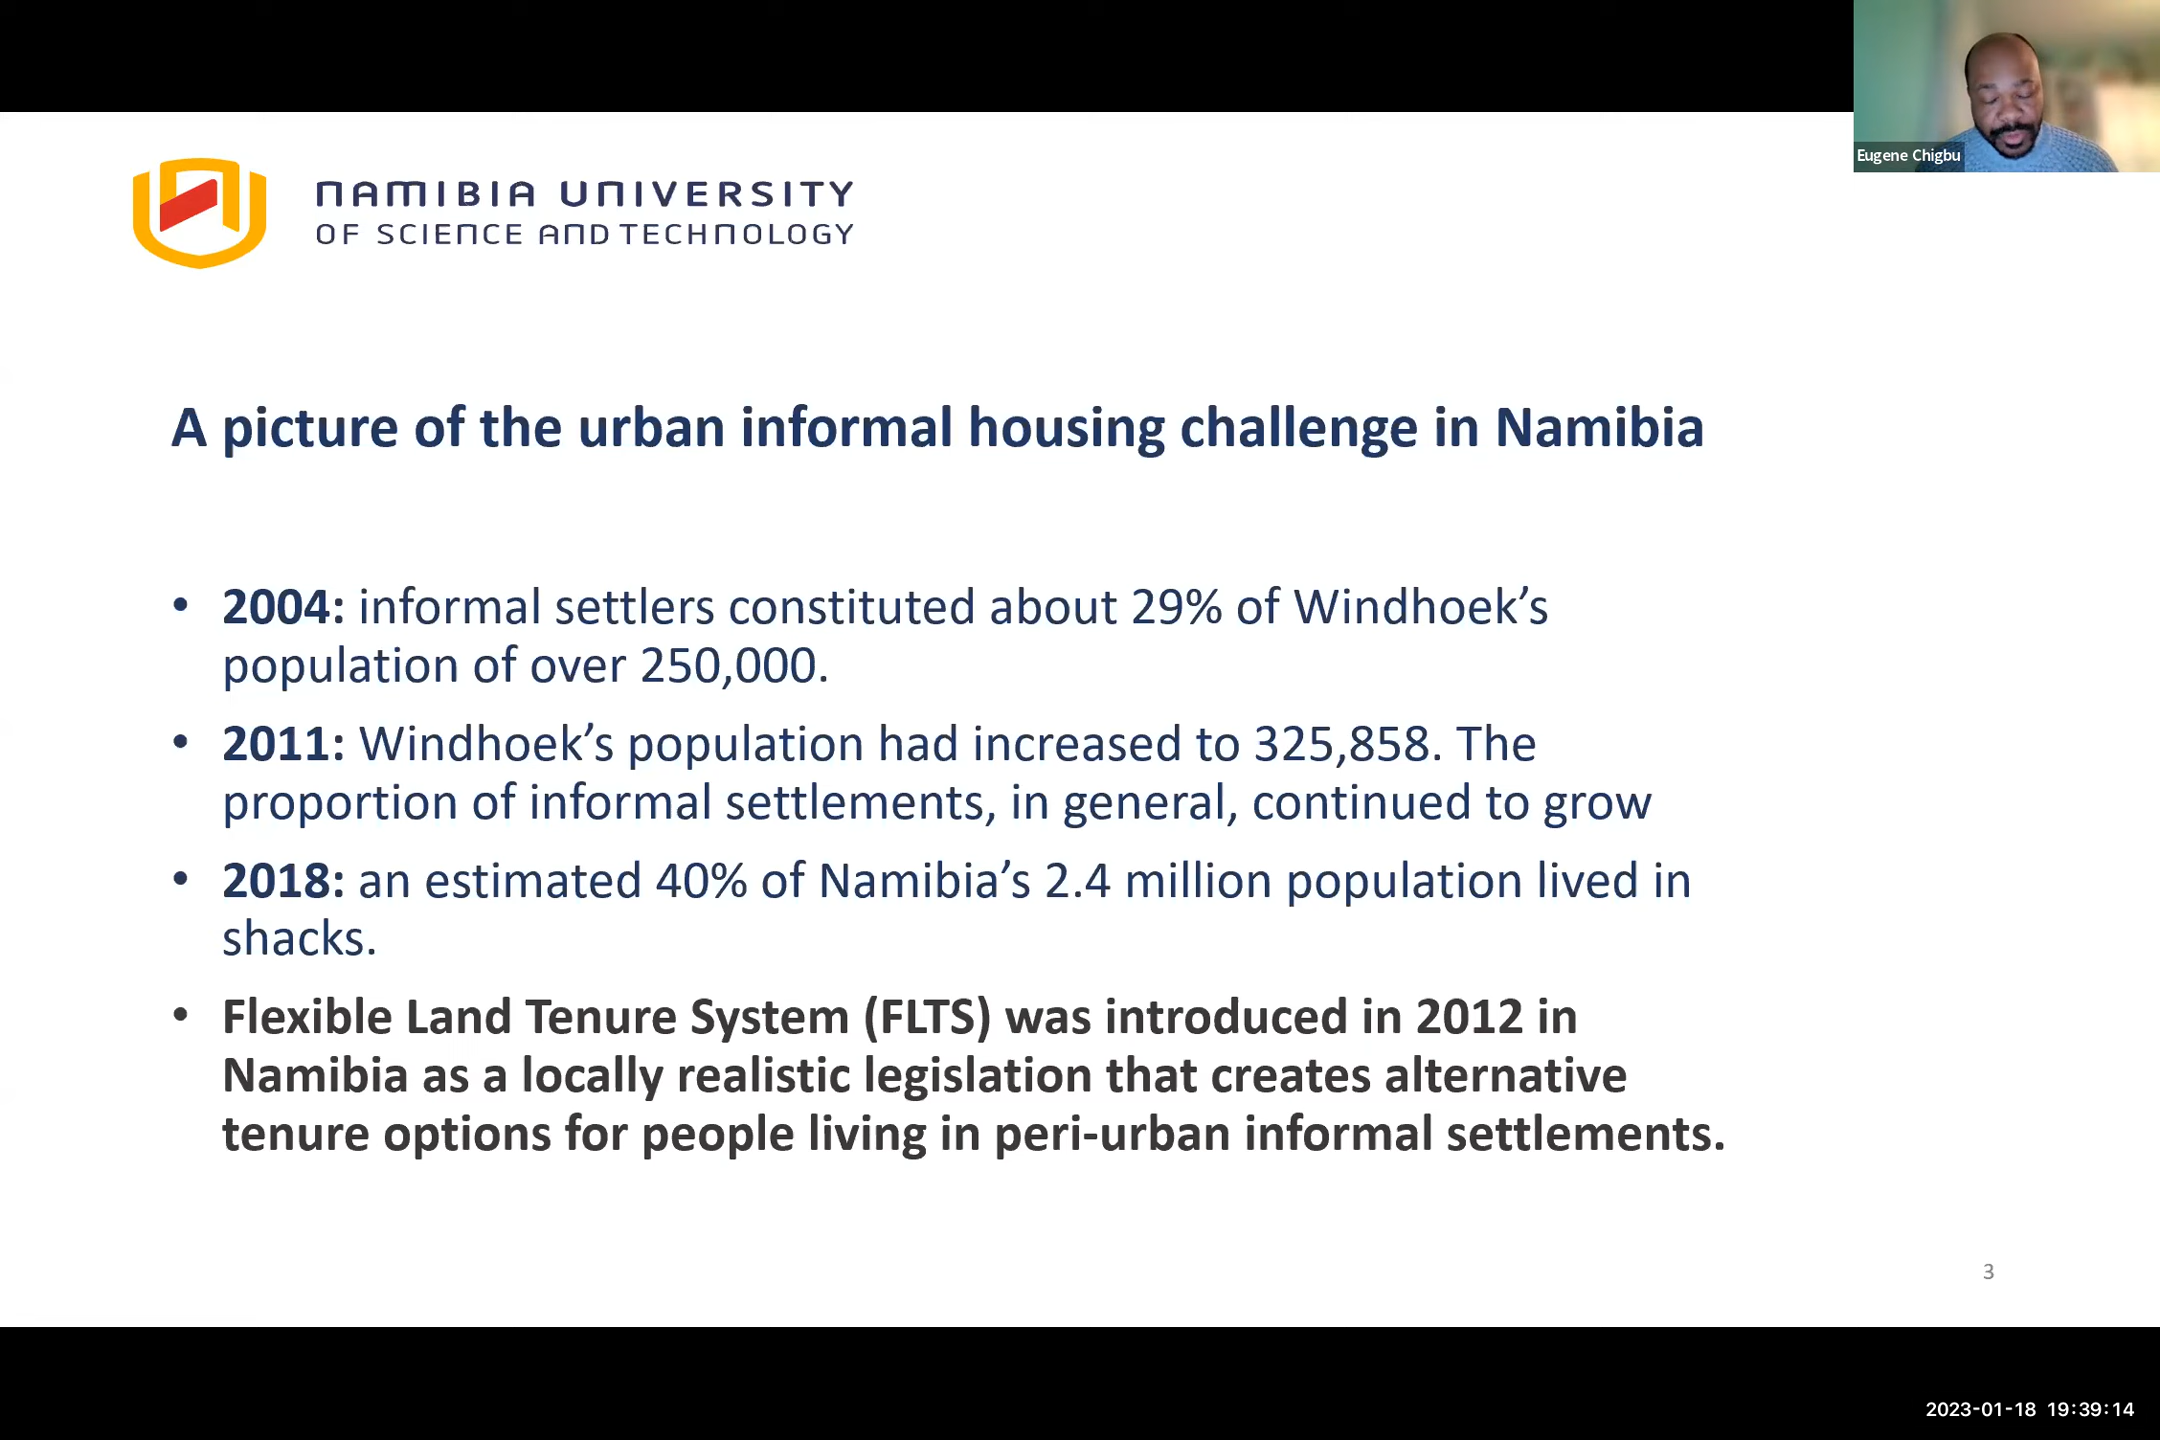 Eugene Chigbu
NAMIBIA UNIVERSITY
OF SCIENCE AND TECHNOLOGY
A picture of the urban informal housing challenge in Namibia
• 2004: informal settlers constituted about 29% of Windhoek’s
population of over 250,000.
• 2011: Windhoek’s population had increased to 325,858. The
proportion of informal settlements, in general, continued to grow
• 2018: an estimated 40% of Namibia’s 2.4 million population lived in
shacks.
• Flexible Land Tenure System (FLTS) was introduced in 2012 in
Namibia as a locally realistic legislation that creates alternative
tenure options for people living in peri-urban informal settlements.
3
2023-01-18 19:39:14